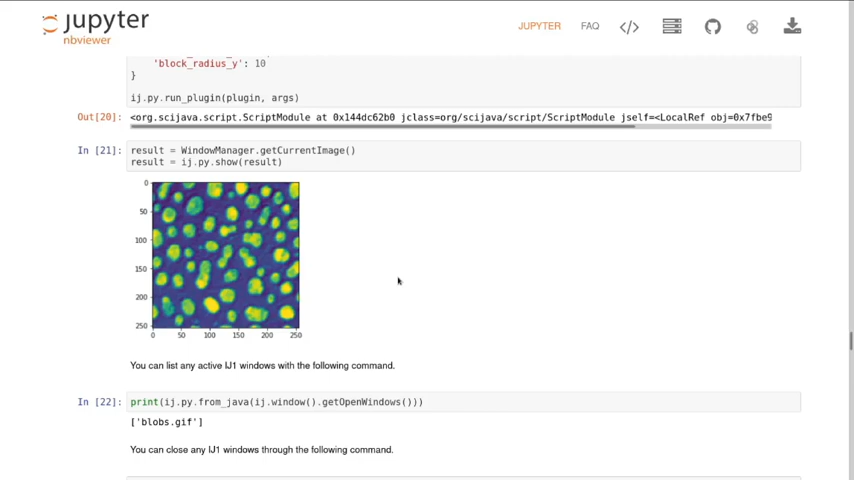 jupyter
nbviewer
JUPYTER
FAQ
</>
'block_radius_y': 10
}
ij.py.run_plugin(plugin, args)
Out[20]: <org.scijava.script.ScriptModule at 0x144dc62b0 jclass=org/scijava/script/ScriptModule jself=<LocalRef obj=0x7fbe9
In [21]: result = WindowManager.getCurrentImage()
result = ij.py.show(result)
0
50
100
150
200
250
0 50 100 150 200 250
You can list any active IJ1 windows with the following command.
In [22]: print(ij.py.from_java(ij.window().getOpenWindows()))
['blobs.gif']
You can close any IJ1 windows through the following command.